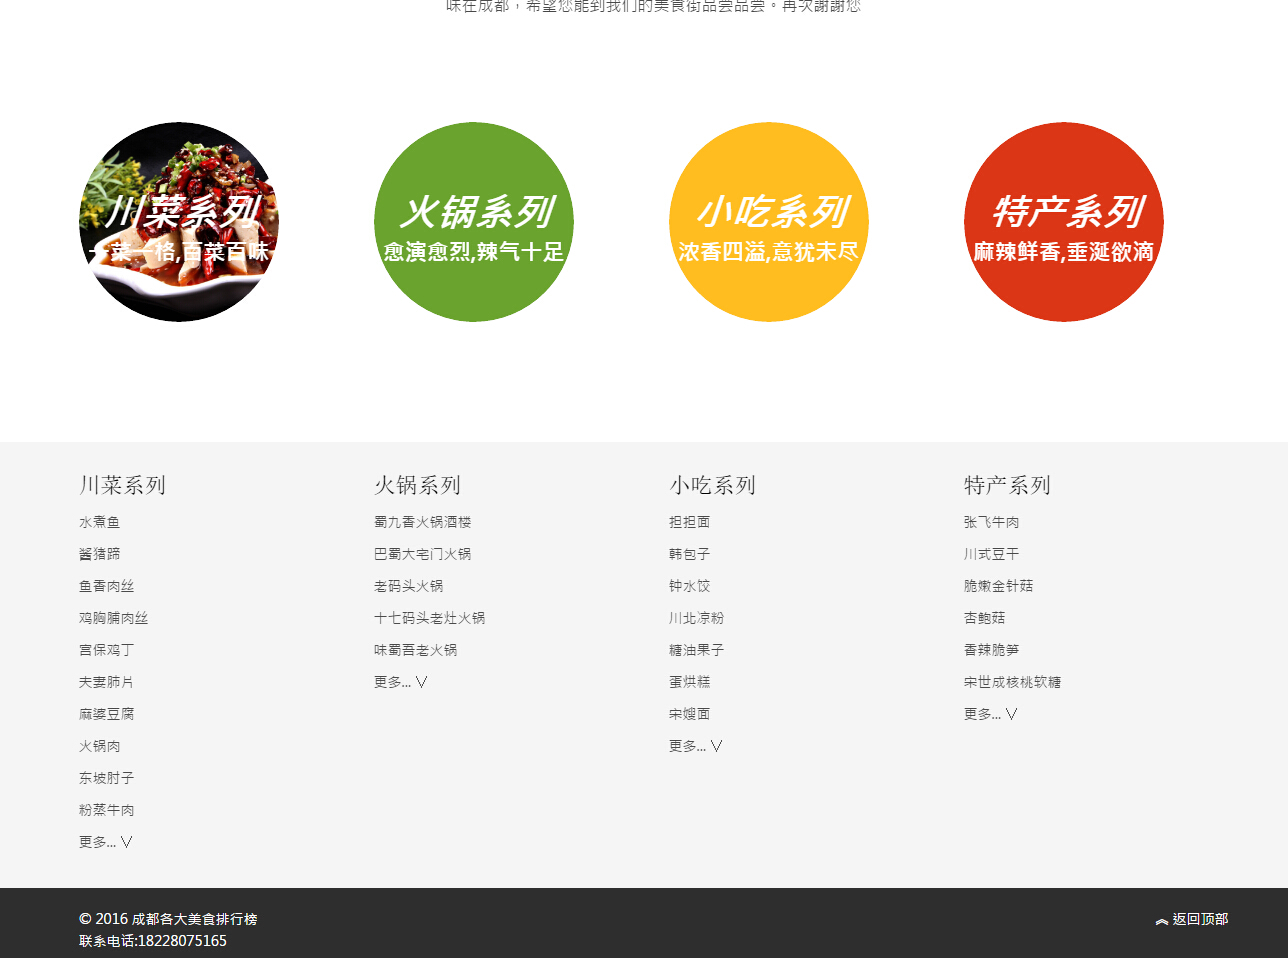 味在成都，希望您能到我们的美食街品尝品尝。再次謝謝您
川菜系列
一菜一格,百菜百味
火锅系列
愈演愈烈,辣气十足
小吃系列
浓香四溢,意犹未尽
特产系列
麻辣鲜香,垂涎欲滴
川菜系列
水煮鱼
酱猪蹄
鱼香肉丝
鸡胸脯肉丝
宫保鸡丁
夫妻肺片
麻婆豆腐
火锅肉
东坡肘子
粉蒸牛肉
更多... ∨
火锅系列
蜀九香火锅酒楼
巴蜀大宅门火锅
老码头火锅
十七码头老灶火锅
味蜀吾老火锅
更多... ∨
小吃系列
担担面
韩包子
钟水饺
川北凉粉
糖油果子
蛋烘糕
宋嫂面
更多... ∨
特产系列
张飞牛肉
川式豆干
脆嫩金针菇
杏鲍菇
香辣脆笋
宋世成核桃软糖
更多... ∨
© 2016 成都各大美食排行榜
联系电话:18228075165
︽ 返回顶部